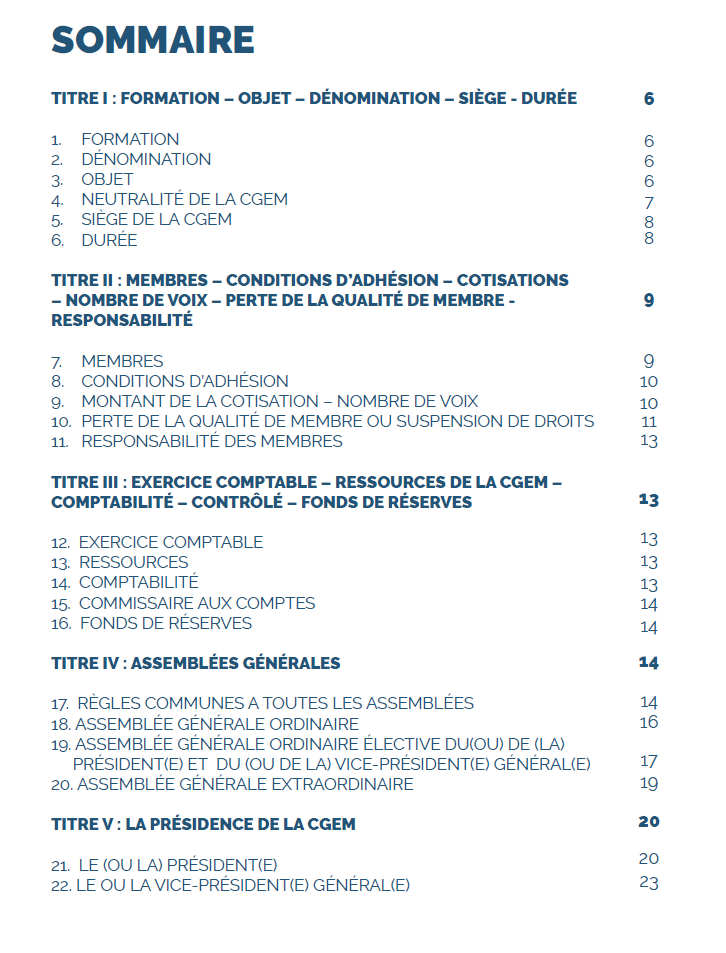 SOMMAIRE
TITRE I : FORMATION – OBJET – DÉNOMINATION – SIÈGE - DURÉE 6
1. FORMATION 6
2. DÉNOMINATION 6
3. OBJET 6
4. NEUTRALITÉ DE LA CGEM 7
5. SIÈGE DE LA CGEM 8
6. DURÉE 8
TITRE II : MEMBRES – CONDITIONS D’ADHÉSION – COTISATIONS
– NOMBRE DE VOIX – PERTE DE LA QUALITÉ DE MEMBRE - 9
RESPONSABILITÉ
7. MEMBRES 9
8. CONDITIONS D’ADHÉSION 10
9. MONTANT DE LA COTISATION – NOMBRE DE VOIX 10
10. PERTE DE LA QUALITÉ DE MEMBRE OU SUSPENSION DE DROITS 11
11. RESPONSABILITÉ DES MEMBRES 13
TITRE III : EXERCICE COMPTABLE – RESSOURCES DE LA CGEM –
COMPTABILITÉ – CONTRÔLÉ – FONDS DE RÉSERVES 13
12. EXERCICE COMPTABLE 13
13. RESSOURCES 13
14. COMPTABILITÉ 13
15. COMMISSAIRE AUX COMPTES 14
16. FONDS DE RÉSERVES 14
TITRE IV : ASSEMBLÉES GÉNÉRALES 14
17. RÈGLES COMMUNES A TOUTES LES ASSEMBLÉES 14
18. ASSEMBLÉE GÉNÉRALE ORDINAIRE 16
19. ASSEMBLÉE GÉNÉRALE ORDINAIRE ÉLECTIVE DU(OU) DE (LA)
PRÉSIDENT(E) ET DU (OU DE LA) VICE-PRÉSIDENT(E) GÉNÉRAL(E) 17
20. ASSEMBLÉE GÉNÉRALE EXTRAORDINAIRE 19
TITRE V : LA PRÉSIDENCE DE LA CGEM 20
21. LE (OU LA) PRÉSIDENT(E) 20
22. LE OU LA VICE-PRÉSIDENT(E) GÉNÉRAL(E) 23